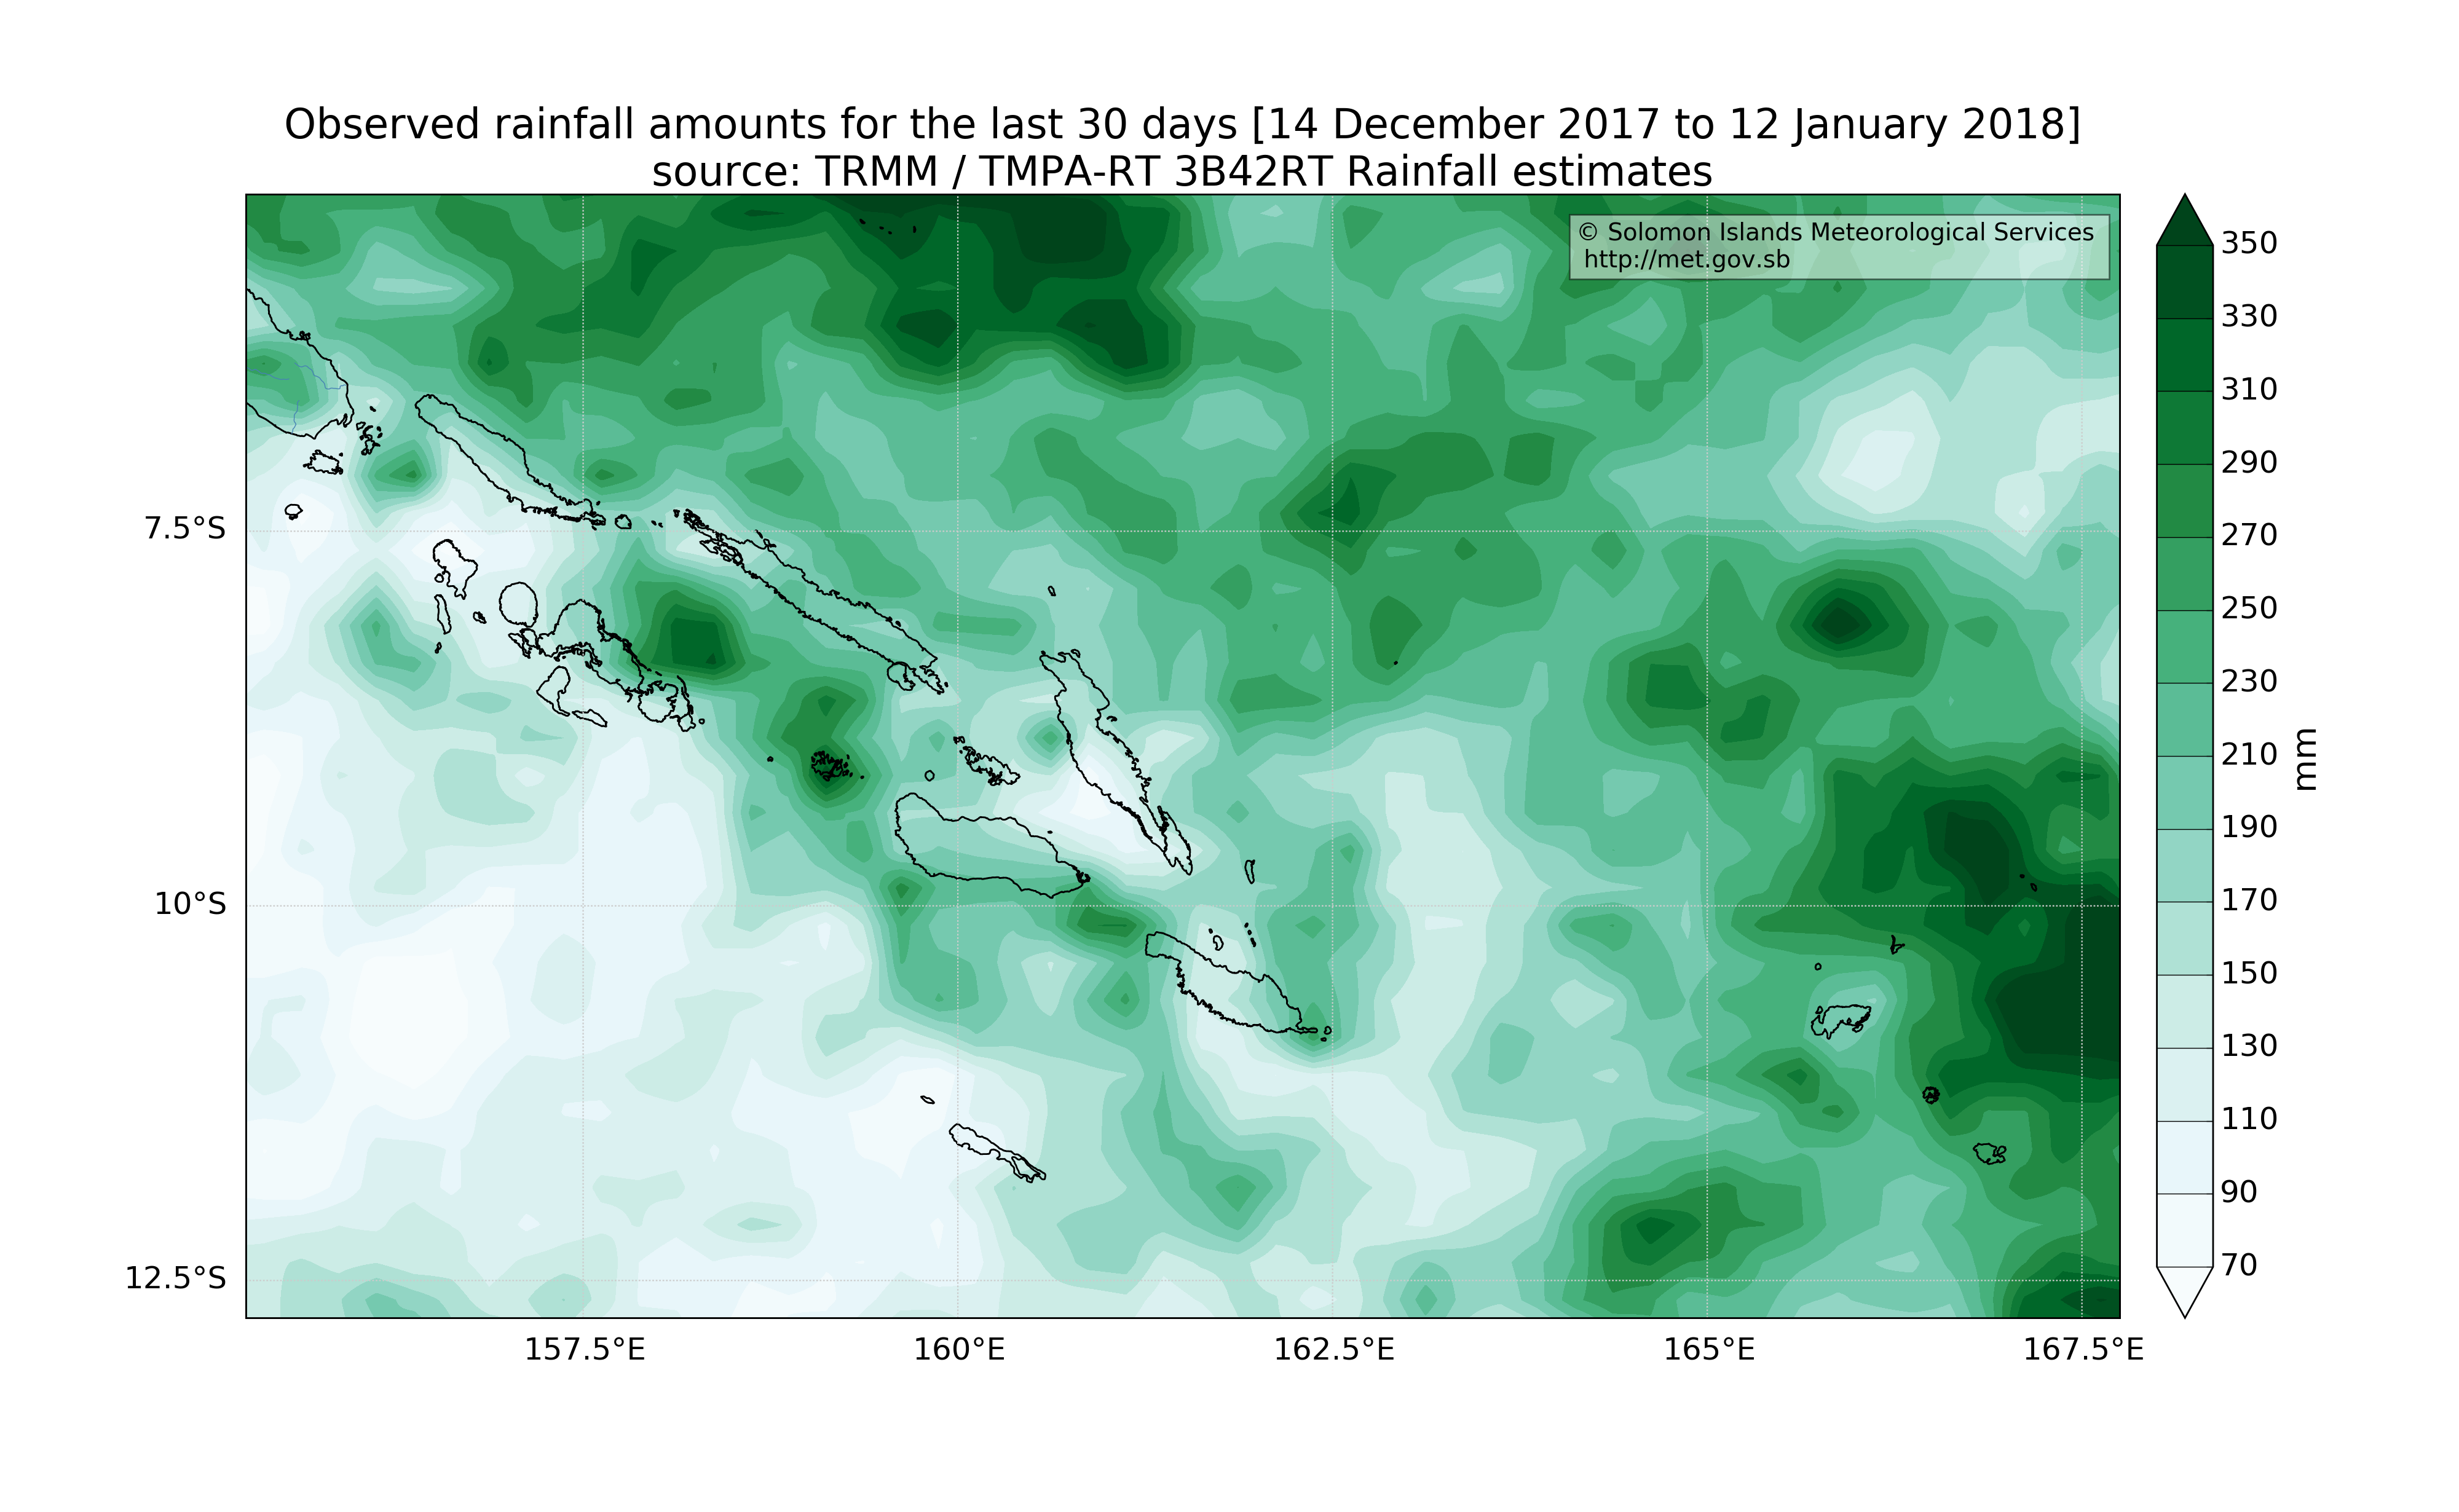 Observed rainfall amounts for the last 30 days [14 December 2017 to 12 January 2018]
source: TRMM / TMPA-RT 3B42RT Rainfall estimates
© Solomon Islands Meteorological Services
http://met.gov.sb
7.5°S
10°S
12.5°S
157.5°E
160°E
162.5°E
165°E
167.5°E
350
330
310
290
270
250
230
210
190
170
150
130
110
90
70
mm